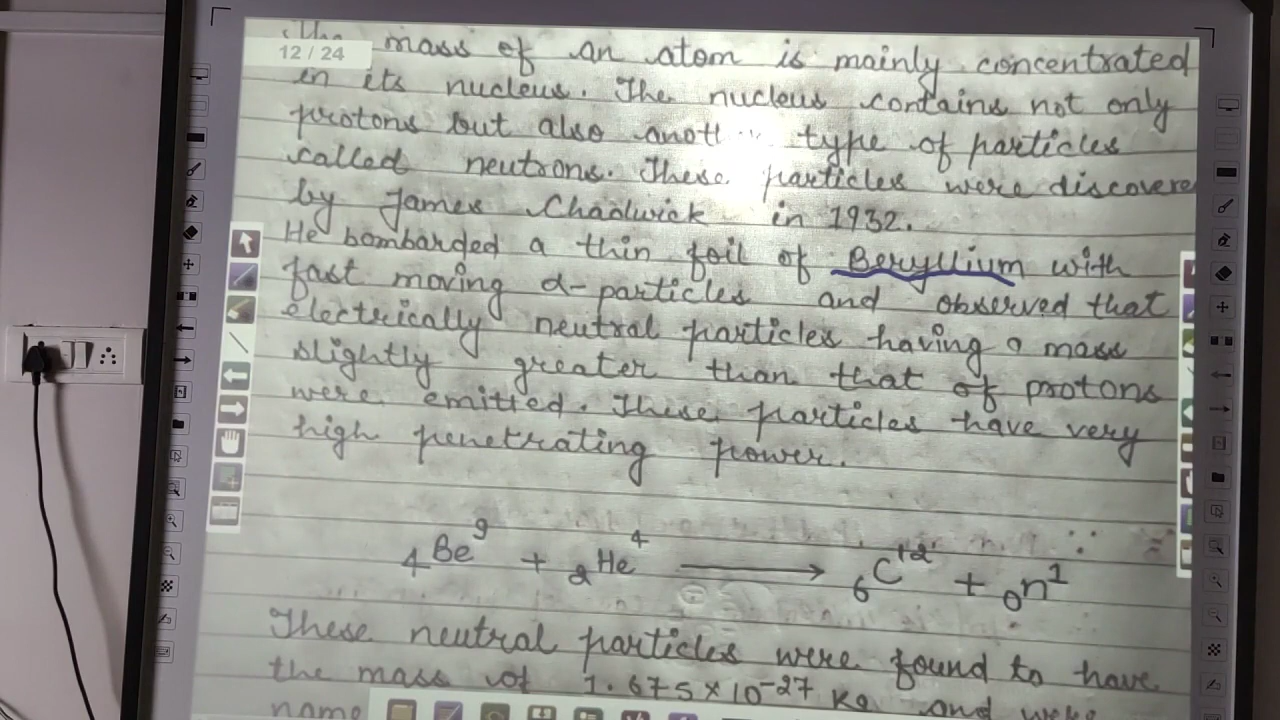 12 / 24
The mass of an atom is mainly concentrated
in its nucleus. The nucleus contains not only
protons but also anoth type of particles
called neutrons. These particles were discovere
by James Chadwick in 1932.
He bombarded a thin foil of Beryllium with
fast moving α-particles and observed that
electrically neutral particles having a mass
slightly greater than that of protons
were emitted. These particles have very
high penetrating power.
₄Be⁹ + ₂He⁴ ⟶ ₆C¹² + ₀n¹
These neutral particles were found to have
the mass of 1.675×10⁻²⁷ Kg and were
name